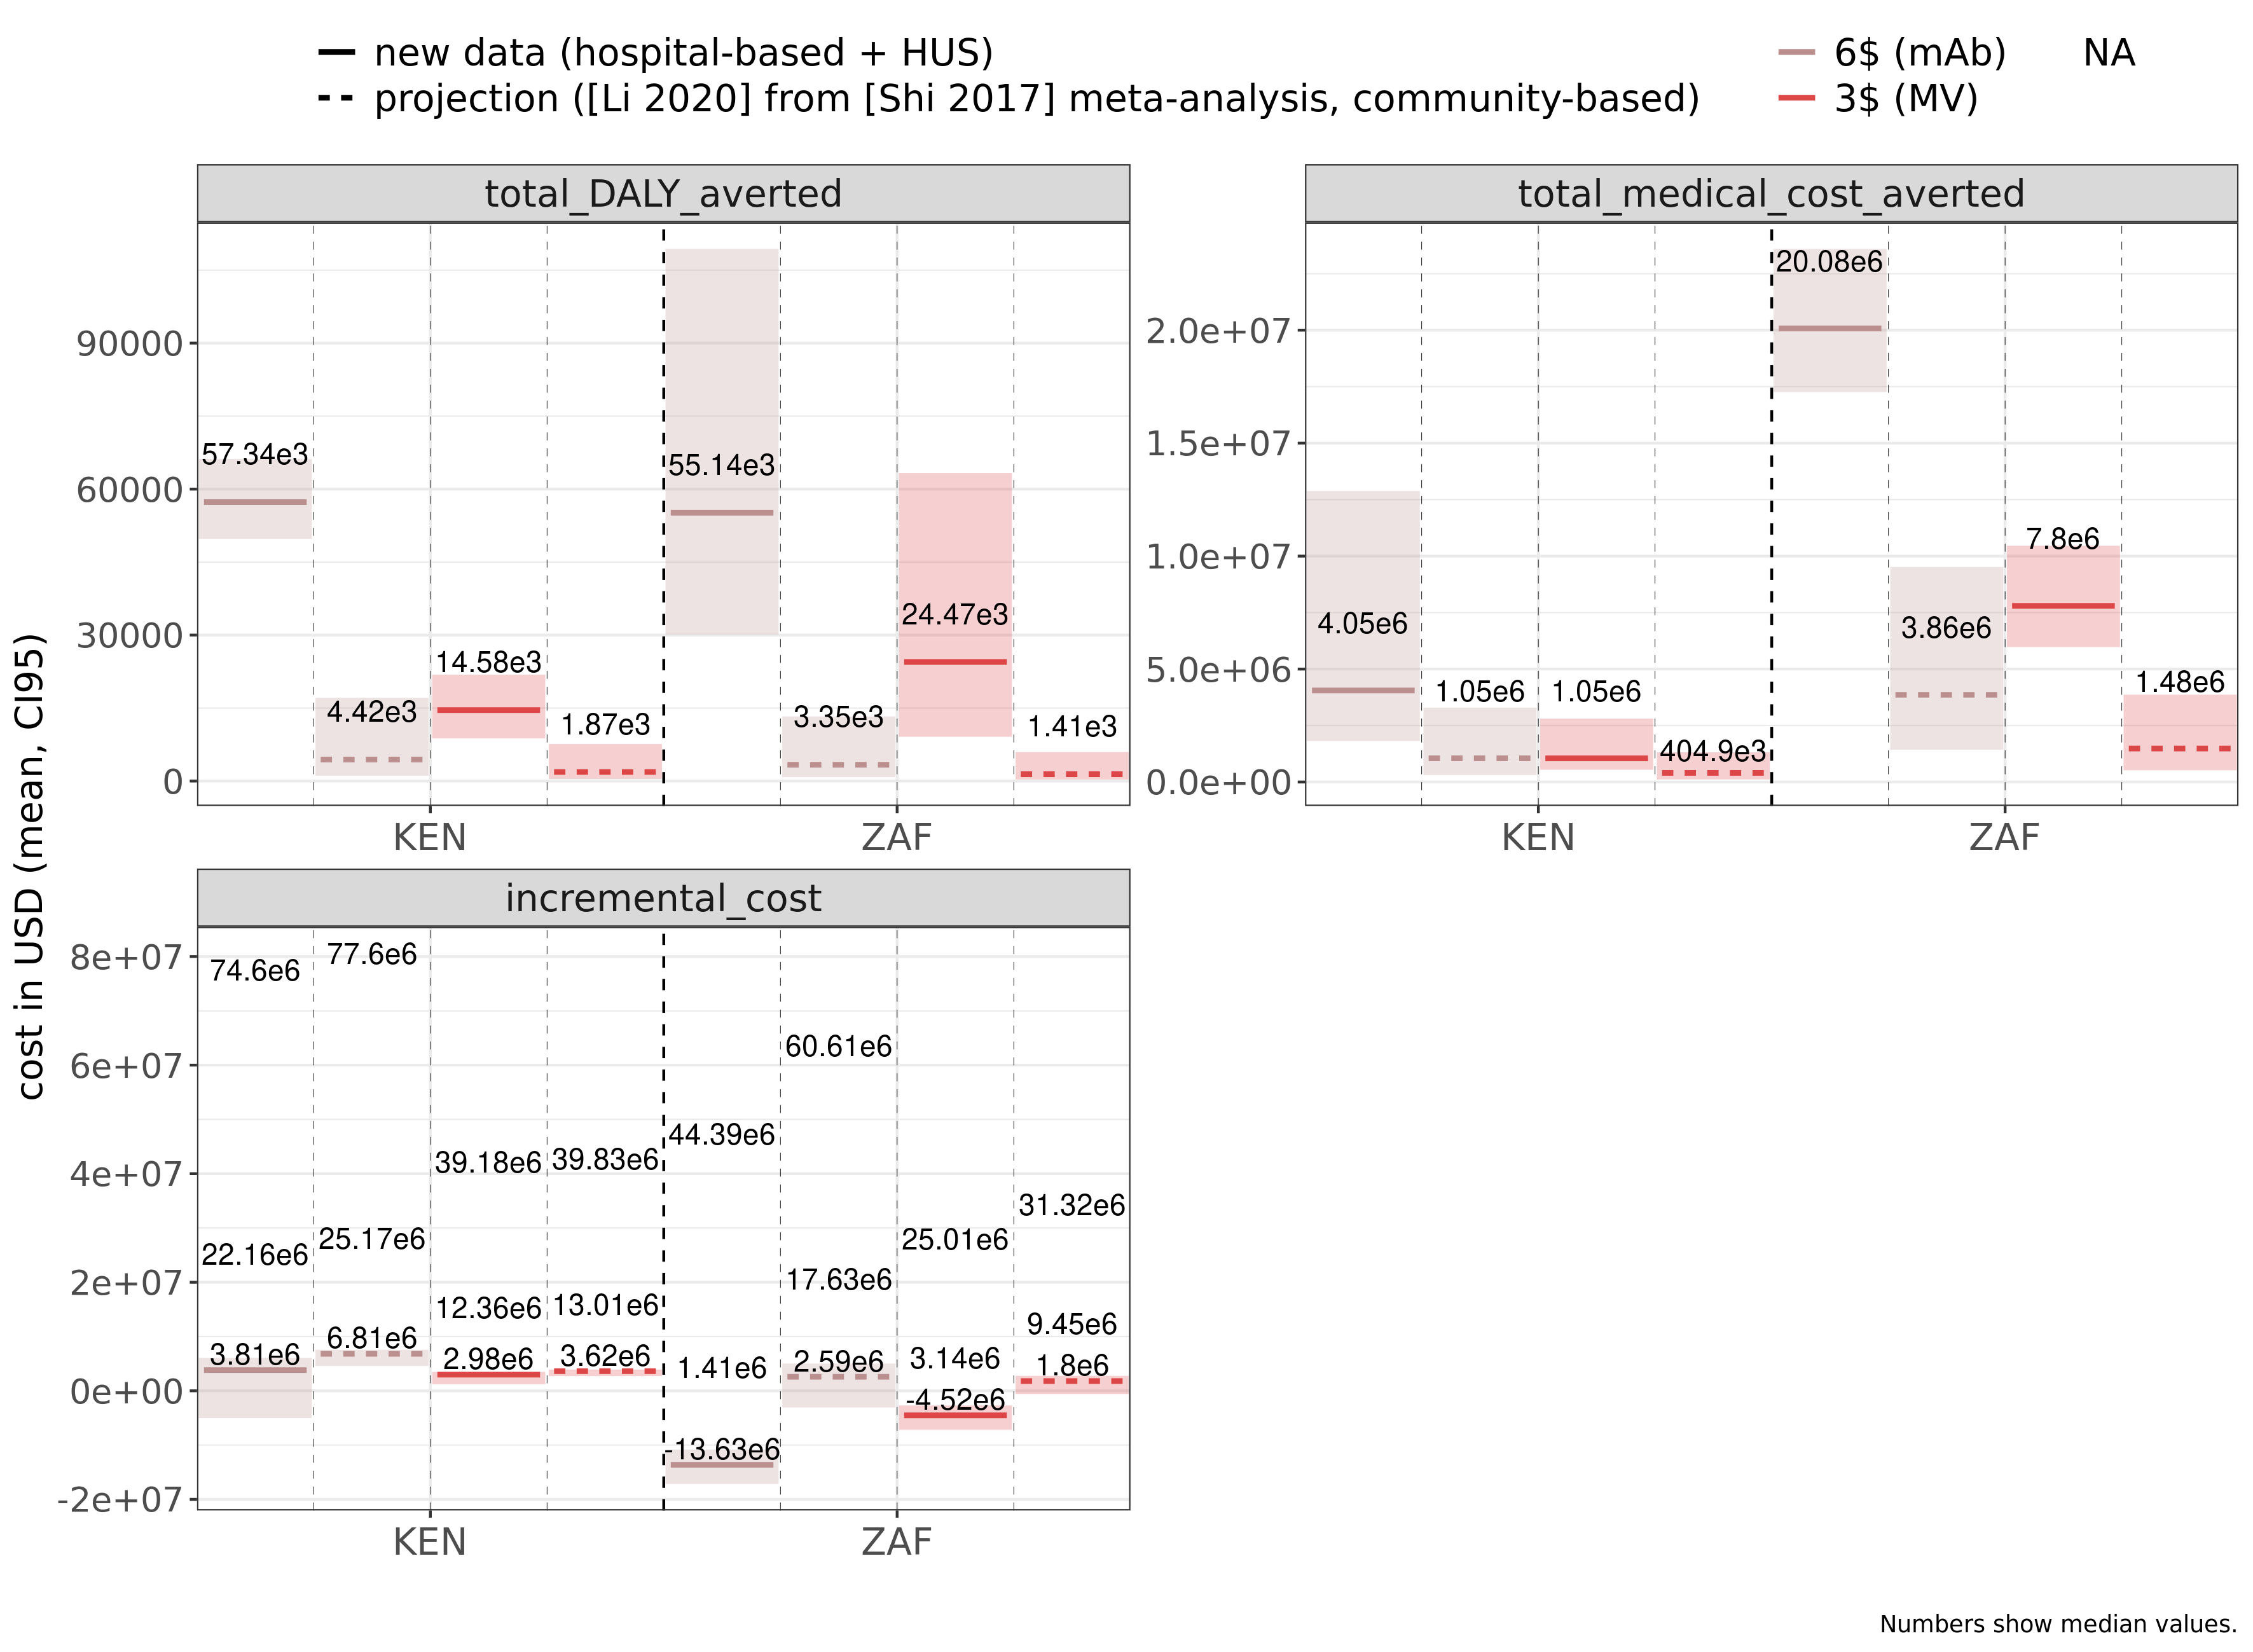 new data (hospital-based + HUS)
projection ([Li 2020] from [Shi 2017] meta-analysis, community-based)
6$ (mAb) NA
3$ (MV)
cost in USD (mean, CI95)
total_DALY_averted
90000
60000
30000
0
57.34e3
4.42e3
14.58e3
1.87e3
55.14e3
3.35e3
24.47e3
1.41e3
KEN ZAF
total_medical_cost_averted
2.0e+07
1.5e+07
1.0e+07
5.0e+06
0.0e+00
4.05e6
1.05e6
1.05e6
404.9e3
20.08e6
3.86e6
7.8e6
1.48e6
KEN ZAF
incremental_cost
8e+07
6e+07
4e+07
2e+07
0e+00
-2e+07
74.6e6
22.16e6
3.81e6
77.6e6
25.17e6
6.81e6
39.18e6
12.36e6
2.98e6
39.83e6
13.01e6
3.62e6
44.39e6
1.41e6
-13.63e6
60.61e6
17.63e6
2.59e6
25.01e6
3.14e6
-4.52e6
31.32e6
9.45e6
1.8e6
KEN ZAF
Numbers show median values.